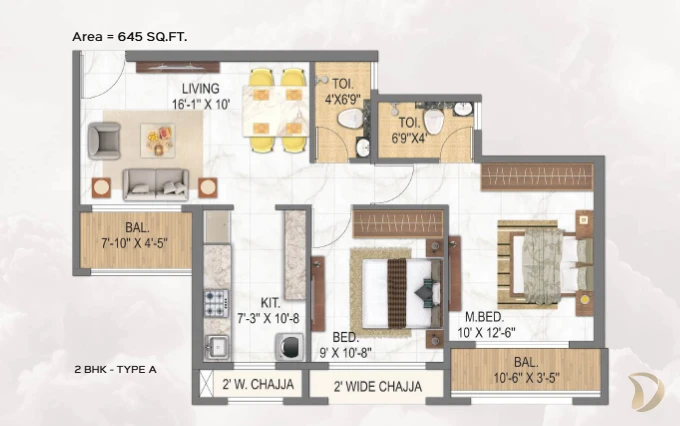 Area = 645 SQ.FT.
LIVING
16'-1" X 10'
TOI.
4'X6'9"
TOI.
6'9"X4'
BAL.
7'-10" X 4'-5"
KIT.
7'-3" X 10'-8
BED.
9' X 10'-8"
M.BED.
10' X 12'-6"
BAL.
10'-6" X 3'-5"
2 BHK - TYPE A
2' W. CHAJJA
2' WIDE CHAJJA